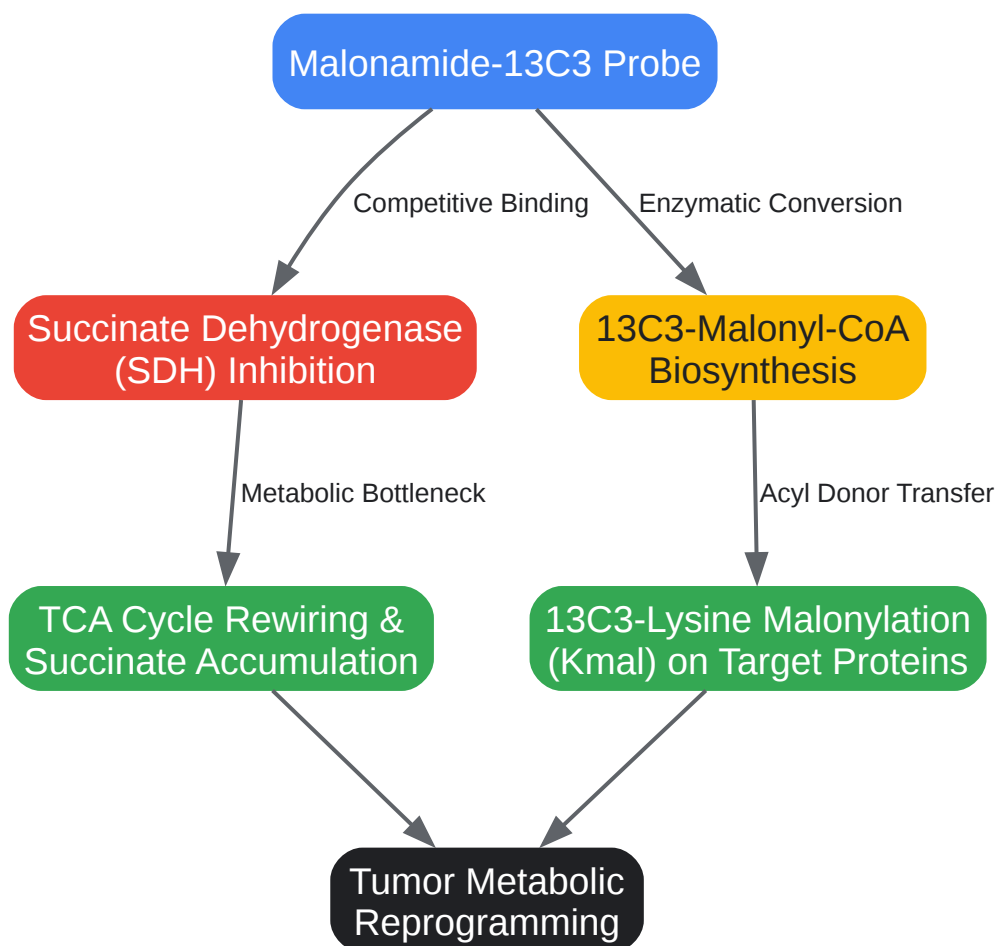 Malonamide-13C3 Probe
Competitive Binding
Enzymatic Conversion
Succinate Dehydrogenase
(SDH) Inhibition
13C3-Malonyl-CoA
Biosynthesis
Metabolic Bottleneck
Acyl Donor Transfer
TCA Cycle Rewiring &
Succinate Accumulation
13C3-Lysine Malonylation
(Kmal) on Target Proteins
Tumor Metabolic
Reprogramming